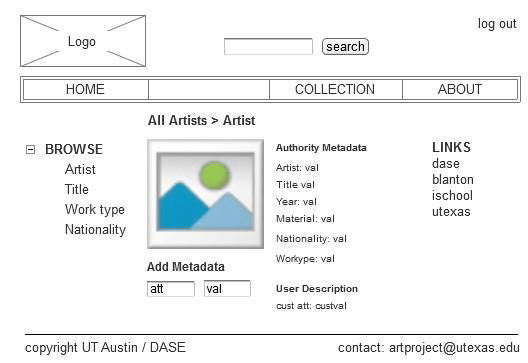 log out
Logo
search
HOME COLLECTION ABOUT
All Artists > Artist
BROWSE
Artist
Title
Work type
Nationality
Authority Metadata
Artist: val
Title val
Year: val
Material: val
Nationality: val
Workype: val
LINKS
dase
blanton
ischool
utexas
Add Metadata
att val
User Description
cust att: custval
copyright UT Austin / DASE contact: artproject@utexas.edu